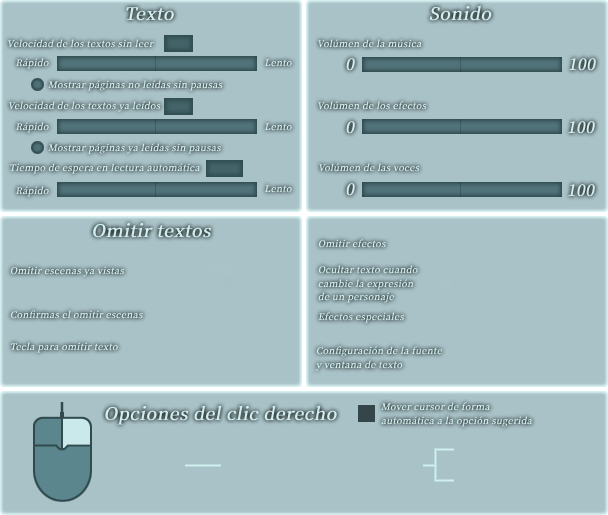 Texto
Velocidad de los textos sin leer
Rápido
Lento
Mostrar páginas no leídas sin pausas
Velocidad de los textos ya leídos
Rápido
Lento
Mostrar páginas ya leídas sin pausas
Tiempo de espera en lectura automática
Rápido
Lento
Sonido
Volúmen de la música
0
100
Volúmen de los efectos
0
100
Volúmen de las voces
0
100
Omitir textos
Omitir escenas ya vistas
Confirmas el omitir escenas
Tecla para omitir texto
Omitir efectos
Ocultar texto cuando
cambie la expresión
de un personaje
Efectos especiales
Configuración de la fuente
y ventana de texto
Opciones del clic derecho
Mover cursor de forma
automática a la opción sugerida